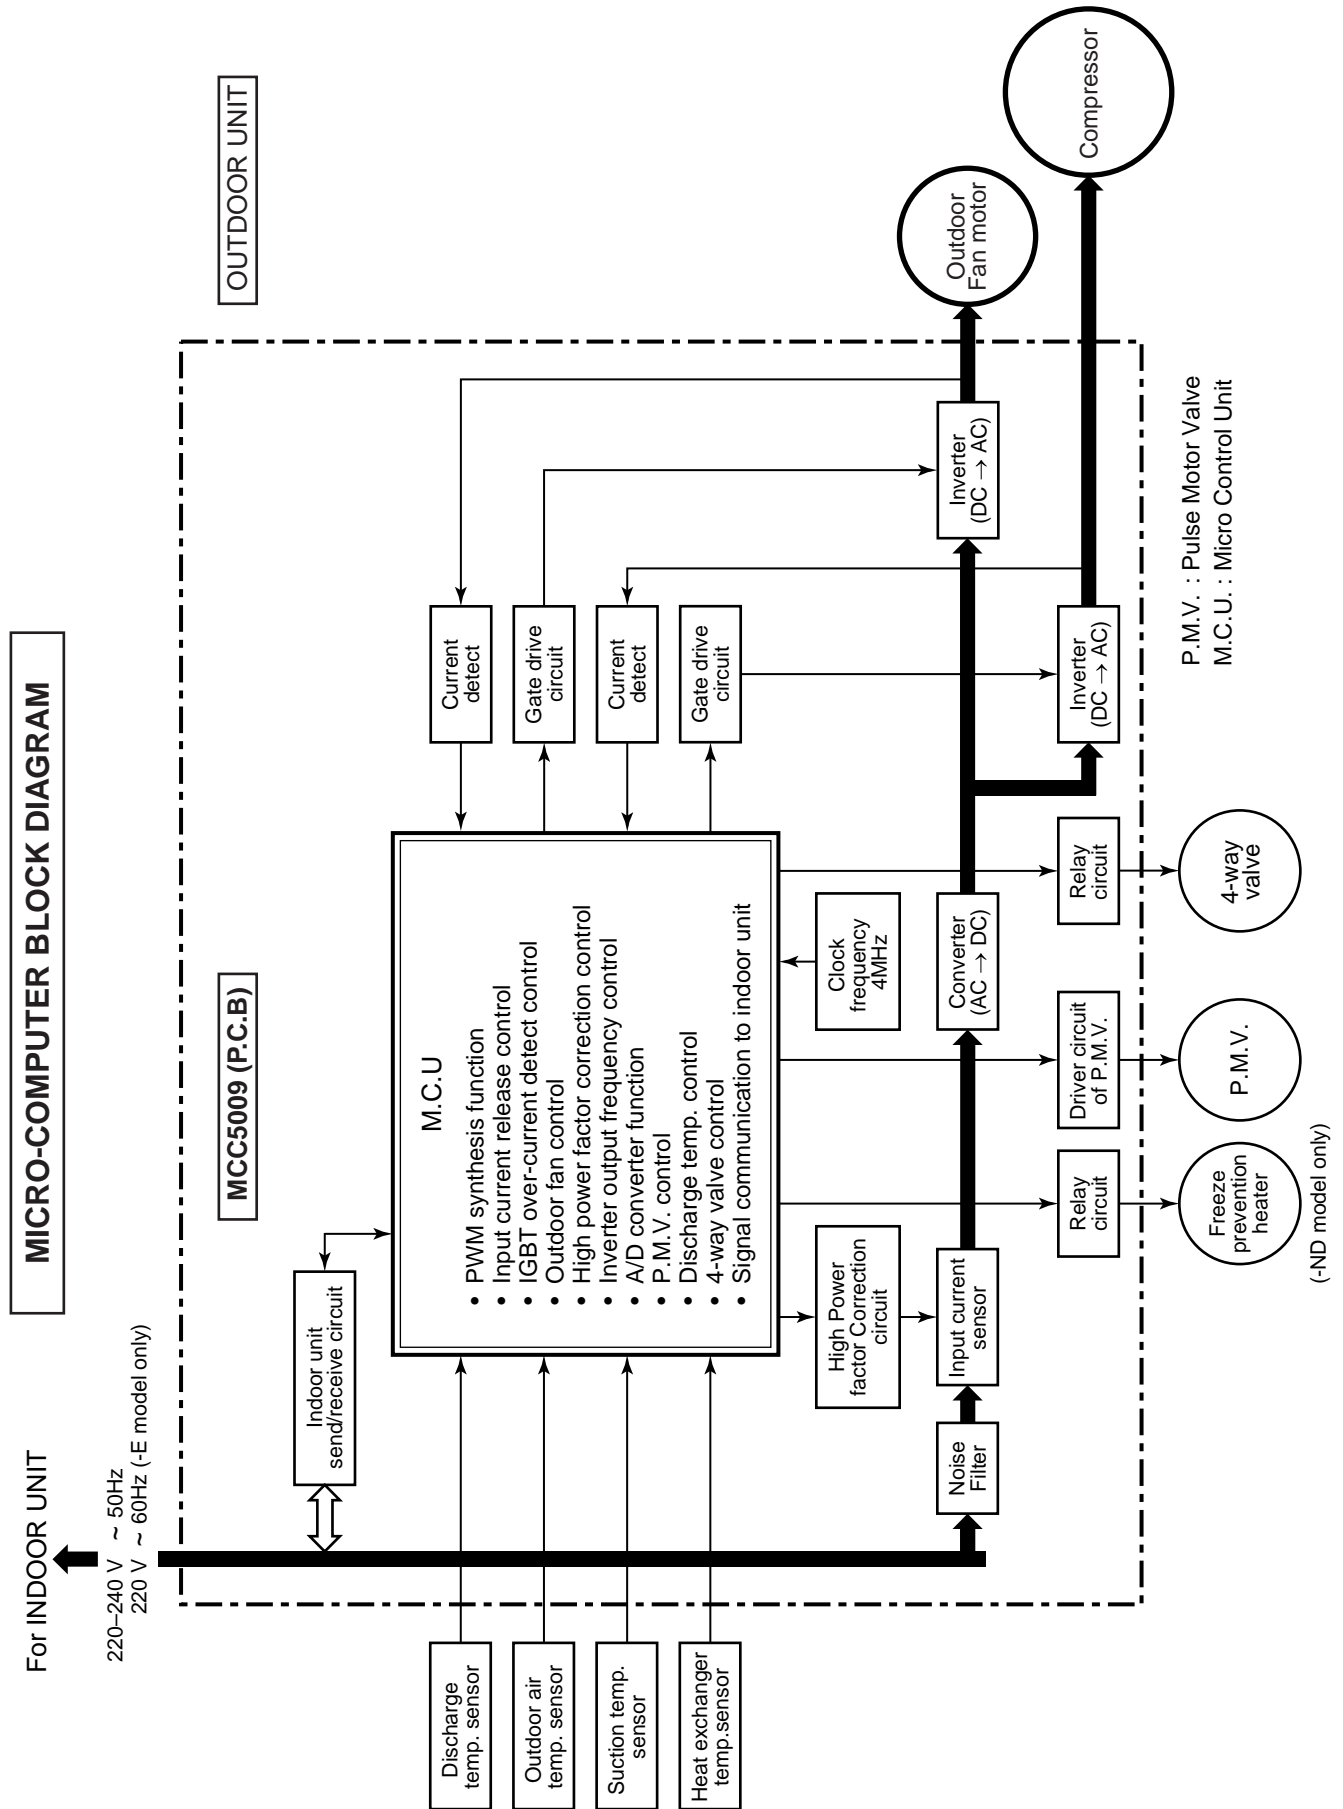 MICRO-COMPUTER BLOCK DIAGRAM
For INDOOR UNIT
220–240 V ~ 50Hz
220 V ~ 60Hz (-E model only)
MCC5009 (P.C.B)
OUTDOOR UNIT
Indoor unit
send/receive circuit
Discharge
temp. sensor
Outdoor air
temp. sensor
Suction temp.
sensor
Heat exchanger
temp.sensor
M.C.U
• PWM synthesis function
• Input current release control
• IGBT over-current detect control
• Outdoor fan control
• High power factor correction control
• Inverter output frequency control
• A/D converter function
• P.M.V. control
• Discharge temp. control
• 4-way valve control
• Signal communication to indoor unit
Current
detect
Gate drive
circuit
Current
detect
Gate drive
circuit
High Power
factor Correction
circuit
Clock
frequency
4MHz
Noise
Filter
Input current
sensor
Converter
(AC → DC)
Inverter
(DC → AC)
Outdoor
Fan motor
Inverter
(DC → AC)
Compressor
Relay
circuit
Driver circuit
of P.M.V.
Relay
circuit
Freeze
prevention
heater
P.M.V.
4-way
valve
(-ND model only)
P.M.V. : Pulse Motor Valve
M.C.U. : Micro Control Unit